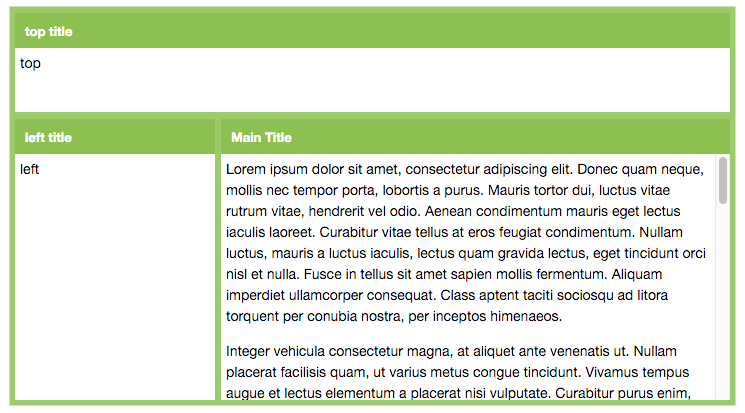 top title
top
left title
Main Title
left
Lorem ipsum dolor sit amet, consectetur adipiscing elit. Donec quam neque,
mollis nec tempor porta, lobortis a purus. Mauris tortor dui, luctus vitae
rutrum vitae, hendrerit vel odio. Aenean condimentum mauris eget lectus
iaculis laoreet. Curabitur vitae tellus at eros feugiat condimentum. Nullam
luctus, mauris a luctus iaculis, lectus quam gravida lectus, eget tincidunt orci
nisl et nulla. Fusce in tellus sit amet sapien mollis fermentum. Aliquam
imperdiet ullamcorper consequat. Class aptent taciti sociosqu ad litora
torquent per conubia nostra, per inceptos himenaeos.
Integer vehicula consectetur magna, at aliquet ante venenatis ut. Nullam
placerat facilisis quam, ut varius metus congue tincidunt. Vivamus tempus
augue et lectus elementum a placerat nisi vulputate. Curabitur purus enim,